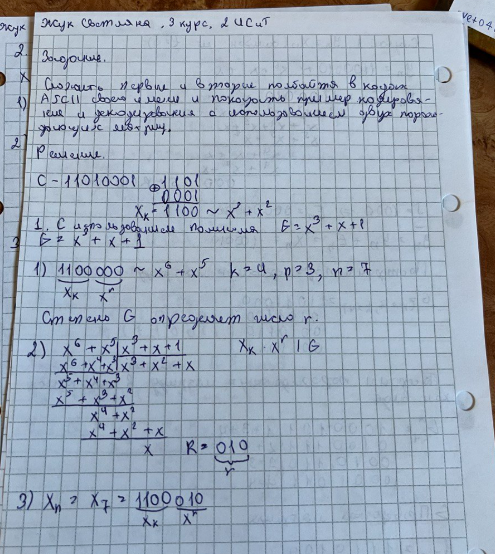 Жук Светлана, 3 курс, 2 ИСиТ
Задание.
Сложить первые и вторые полбайта в кодах
ASCII своего имени и показать пример кодирова-
ния и декодирования с использованием двух порож-
дающих матриц.
Решение.
С - 11010001 ⊕ 1101
0001
Xк = 1100 ~ x³ + x²
1. С использованием полинома G = x³ + x + 1
G = x³ + x + 1
1) 1100 000 ~ x⁶ + x⁵ k = 4, r = 3, n = 7
Xк xʳ
Степень G определяет число r.
2) x⁶ + x⁵ | x³ + x + 1 Xк · xʳ | G
x⁶ + x⁴ + x³ | x³ + x² + x
x⁵ + x⁴ + x³
x⁵ + x³ + x²
x⁴ + x²
x⁴ + x² + x
x R = 010
r
3) Xn = X7 = 1100 010
Xк xʳ